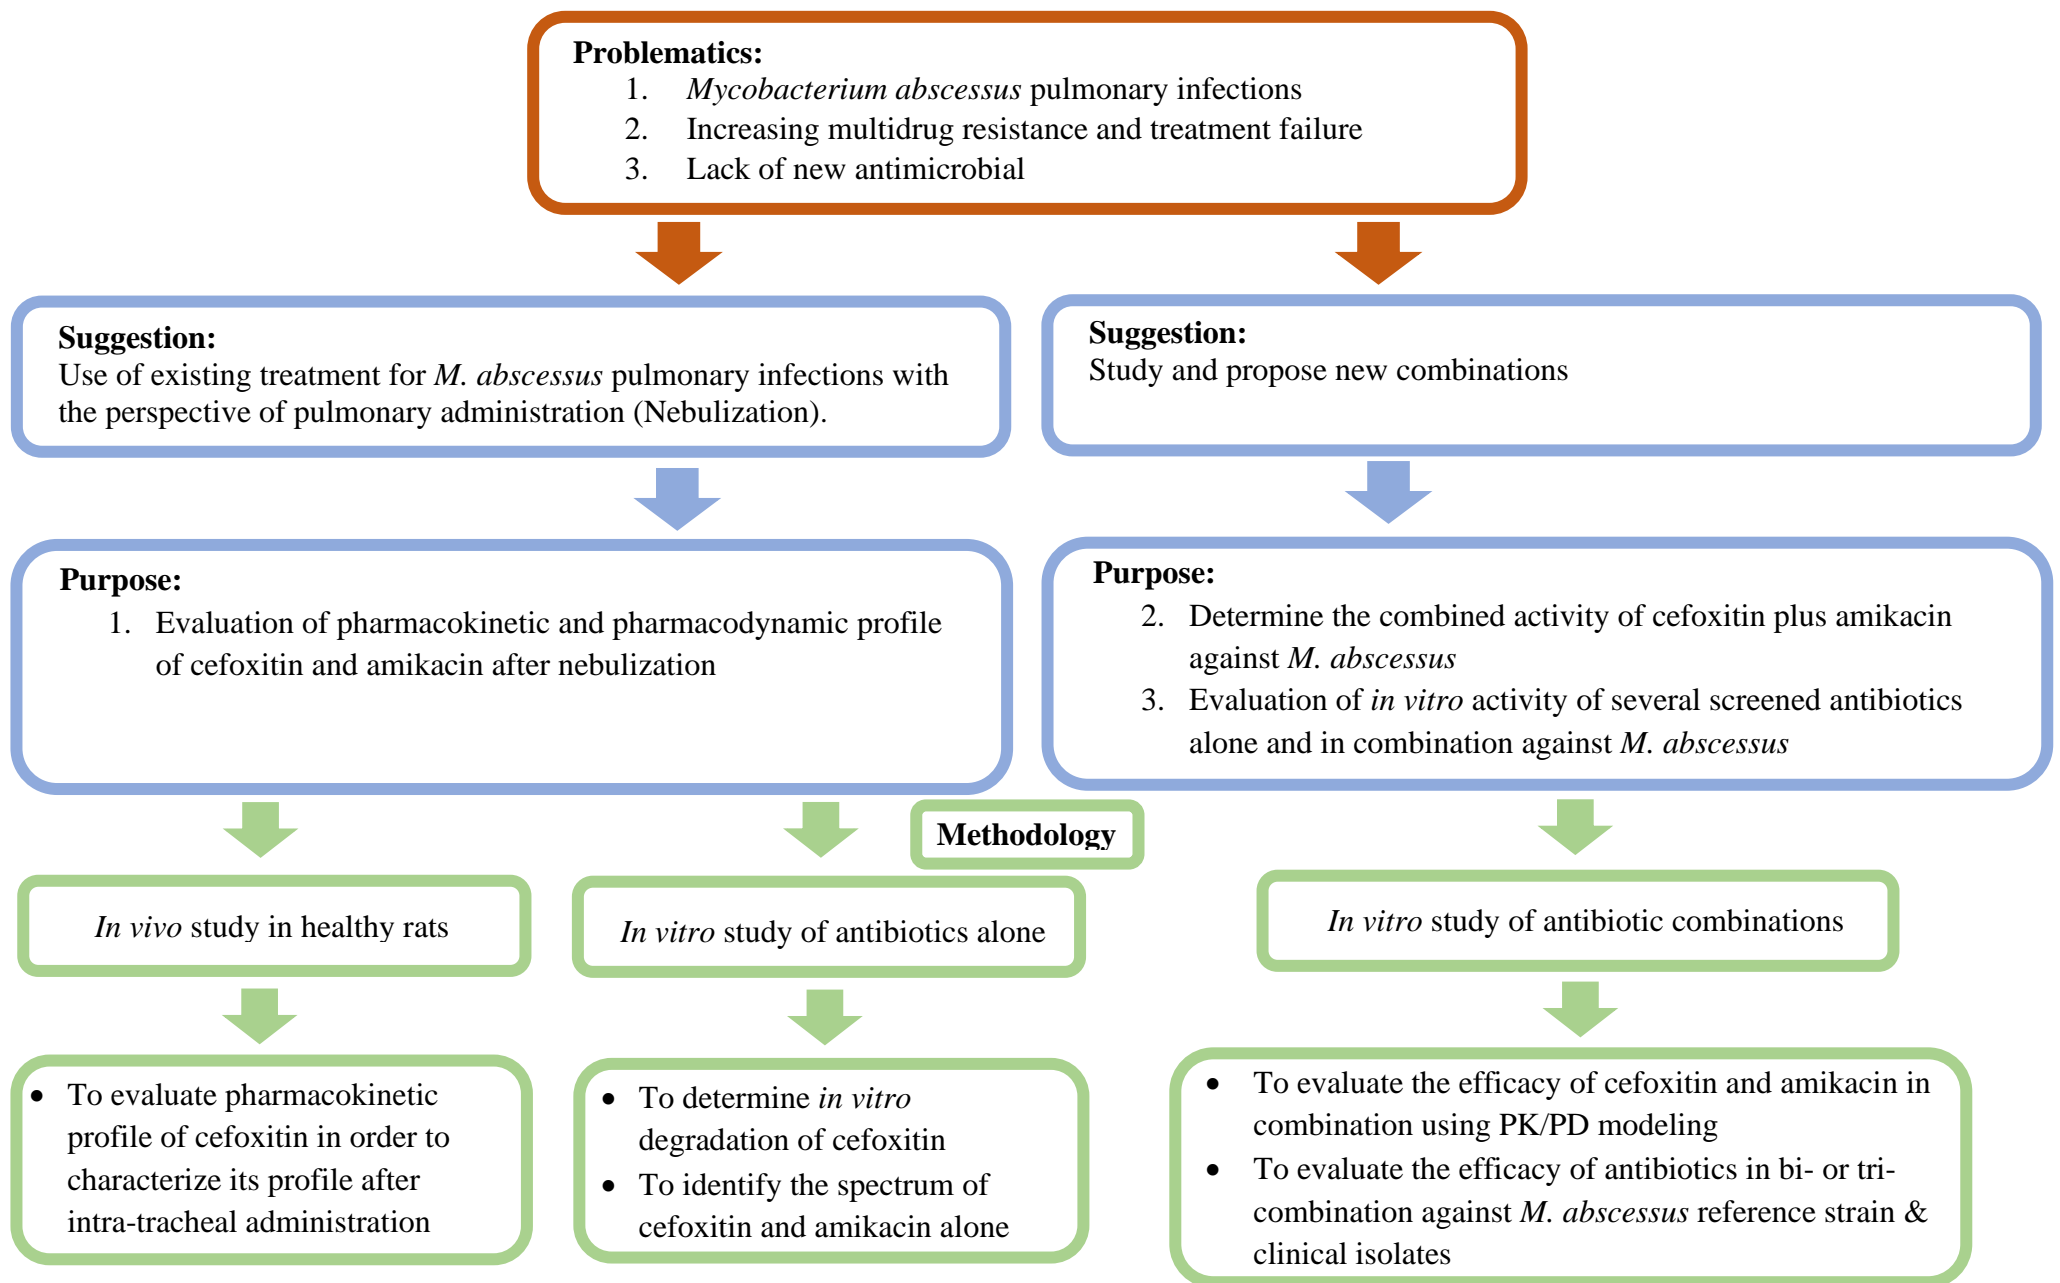 Problematics:
1. Mycobacterium abscessus pulmonary infections
2. Increasing multidrug resistance and treatment failure
3. Lack of new antimicrobial
Suggestion:
Use of existing treatment for M. abscessus pulmonary infections with
the perspective of pulmonary administration (Nebulization).
Suggestion:
Study and propose new combinations
Purpose:
1. Evaluation of pharmacokinetic and pharmacodynamic profile
of cefoxitin and amikacin after nebulization
Purpose:
2. Determine the combined activity of cefoxitin plus amikacin
against M. abscessus
3. Evaluation of in vitro activity of several screened antibiotics
alone and in combination against M. abscessus
Methodology
In vivo study in healthy rats
In vitro study of antibiotics alone
In vitro study of antibiotic combinations
• To evaluate pharmacokinetic
profile of cefoxitin in order to
characterize its profile after
intra-tracheal administration
• To determine in vitro
degradation of cefoxitin
• To identify the spectrum of
cefoxitin and amikacin alone
• To evaluate the efficacy of cefoxitin and amikacin in
combination using PK/PD modeling
• To evaluate the efficacy of antibiotics in bi- or tri-
combination against M. abscessus reference strain &
clinical isolates